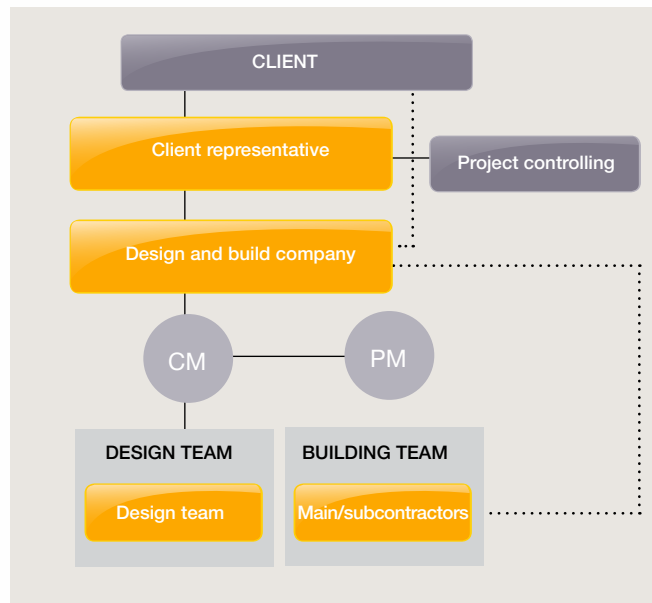 CLIENT
Client representative
Project controlling
Design and build company
CM
PM
DESIGN TEAM
BUILDING TEAM
Design team
Main/subcontractors